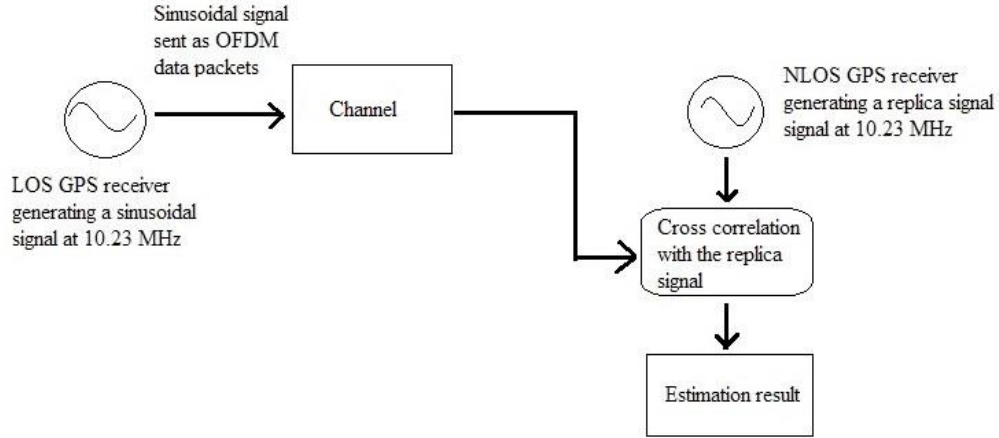 Sinusoidal signal
sent as OFDM
data packets
Channel
LOS GPS receiver
generating a sinusoidal
signal at 10.23 MHz
NLOS GPS receiver
generating a replica signal
signal at 10.23 MHz
Cross correlation
with the replica
signal
Estimation result